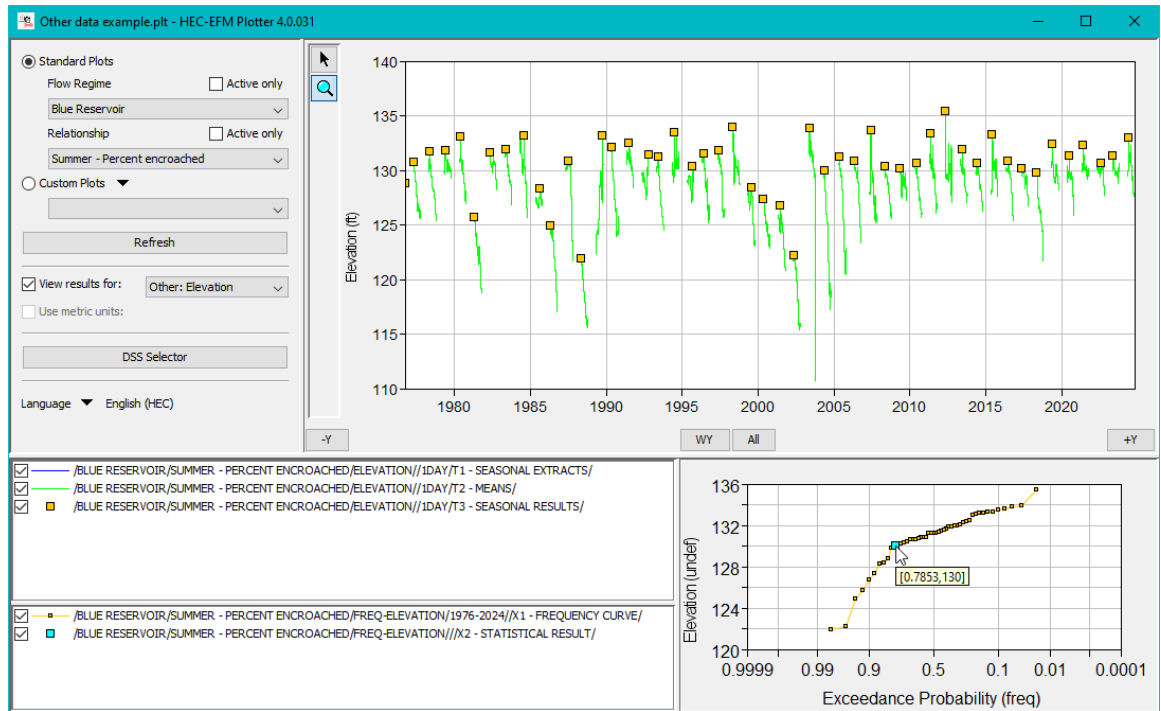 Other data example.plt - HEC-EFM Plotter 4.0.031
Standard Plots
Flow Regime
Active only
Blue Reservoir
Relationship
Active only
Summer - Percent encroached
Custom Plots
Refresh
View results for:
Other: Elevation
Use metric units:
DSS Selector
Language
English (HEC)
Elevation (ft)
140
135
130
125
120
115
110
1980
1985
1990
1995
2000
2005
2010
2015
2020
-Y
WY
All
+Y
/BLUE RESERVOIR/SUMMER - PERCENT ENCROACHED/ELEVATION//1DAY/T1 - SEASONAL EXTRACTS/
/BLUE RESERVOIR/SUMMER - PERCENT ENCROACHED/ELEVATION//1DAY/T2 - MEANS/
/BLUE RESERVOIR/SUMMER - PERCENT ENCROACHED/ELEVATION//1DAY/T3 - SEASONAL RESULTS/
/BLUE RESERVOIR/SUMMER - PERCENT ENCROACHED/FREQ-ELEVATION/1976-2024//X1 - FREQUENCY CURVE/
/BLUE RESERVOIR/SUMMER - PERCENT ENCROACHED/FREQ-ELEVATION///X2 - STATISTICAL RESULT/
Elevation (undef)
136
132
128
124
120
[0.7853,130]
0.9999
0.99
0.9
0.5
0.1
0.01
0.0001
Exceedance Probability (freq)